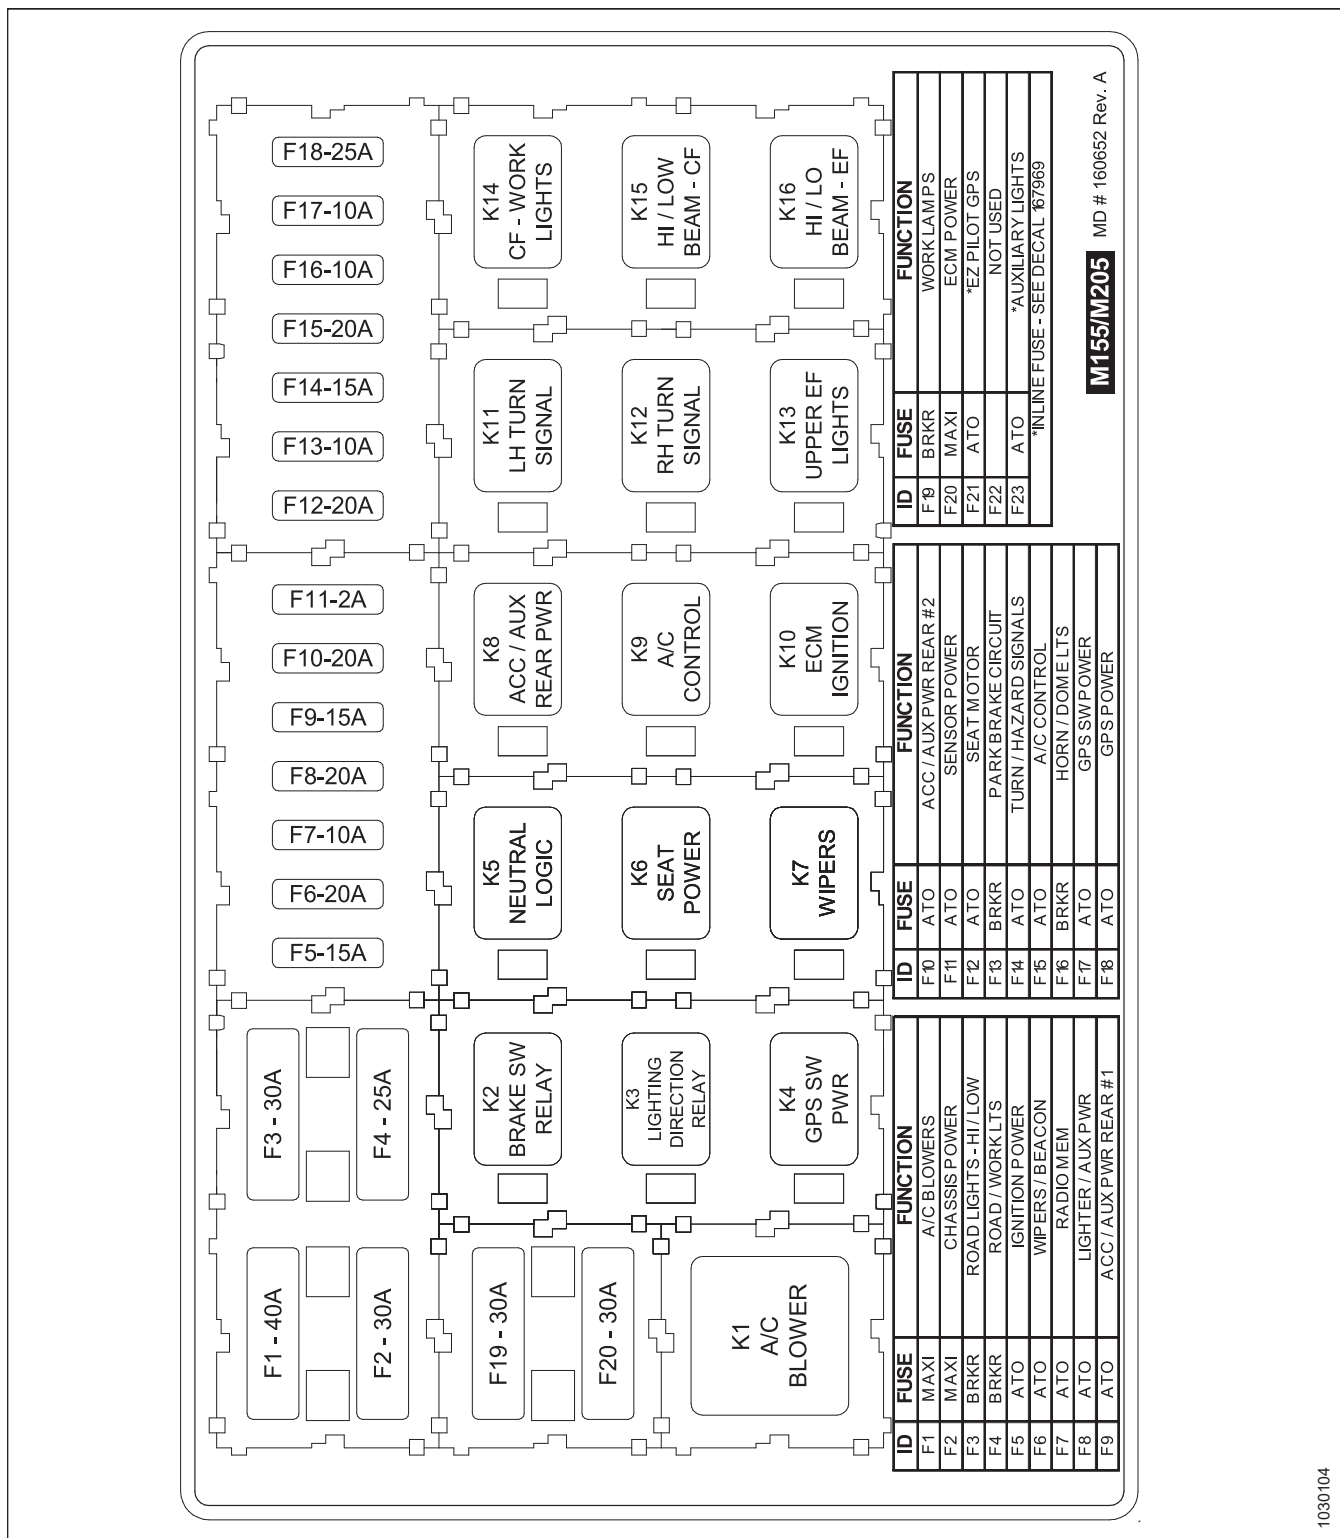 F18-25A
F17-10A
F16-10A
F15-20A
F14-15A
F13-10A
F12-20A
F11-2A
F10-20A
F9-15A
F8-20A
F7-10A
F6-20A
F5-15A
F3 - 30A
F4 - 25A
F1 - 40A
F2 - 30A
K14
CF - WORK
LIGHTS
K15
HI / LOW
BEAM - CF
K16
HI / LO
BEAM - EF
K11
LH TURN
SIGNAL
K12
RH TURN
SIGNAL
K13
UPPER EF
LIGHTS
K8
ACC / AUX
REAR PWR
K9
A/C
CONTROL
K10
ECM
IGNITION
K5
NEUTRAL
LOGIC
K6
SEAT
POWER
K7
WIPERS
K2
BRAKE SW
RELAY
K3
LIGHTING
DIRECTION
RELAY
K4
GPS SW
PWR
F19 - 30A
F20 - 30A
K1
A/C
BLOWER
ID FUSE FUNCTION
F1 MAXI A/C BLOWERS
F2 MAXI CHASSIS POWER
F3 BRKR ROAD LIGHTS - HI / LOW
F4 BRKR ROAD / WORK LTS
F5 ATO IGNITION POWER
F6 ATO WIPERS / BEACON
F7 ATO RADIO MEM
F8 ATO LIGHTER / AUX PWR
F9 ATO ACC / AUX PWR REAR #1
ID FUSE FUNCTION
F10 ATO ACC / AUX PWR REAR #2
F11 ATO SENSOR POWER
F12 ATO SEAT MOTOR
F13 BRKR PARK BRAKE CIRCUIT
F14 ATO TURN / HAZARD SIGNALS
F15 ATO A/C CONTROL
F16 BRKR HORN / DOME LTS
F17 ATO GPS SW POWER
F18 ATO GPS POWER
ID FUSE FUNCTION
F19 BRKR WORK LAMPS
F20 MAXI ECM POWER
F21 ATO *EZ PILOT GPS
F22 NOT USED
F23 ATO *AUXILIARY LIGHTS
*INLINE FUSE - SEE DECAL 167969
M155/M205 MD # 160652 Rev. A
1030104